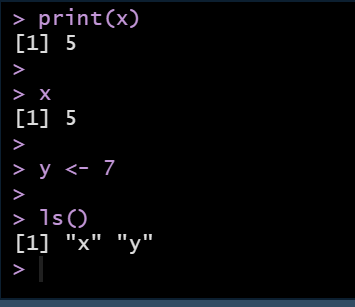 > print(x)
[1] 5
>
> x
[1] 5
>
> y <- 7
>
> ls()
[1] "x" "y"
>